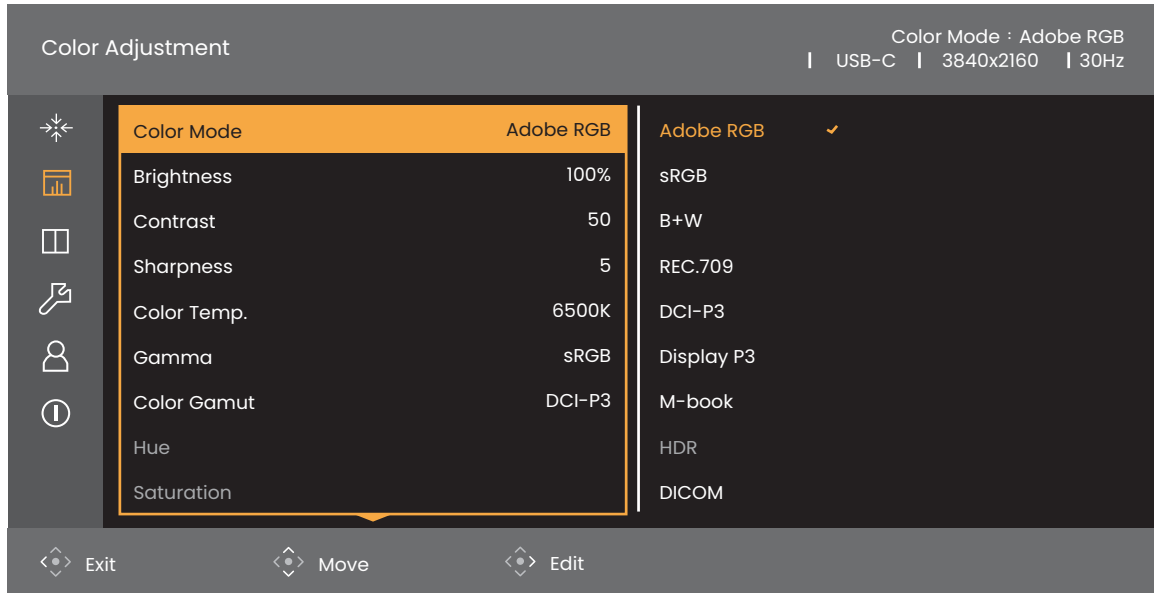 Color Adjustment
Color Mode : Adobe RGB
USB-C 3840x2160 30Hz
Color Mode Adobe RGB
Brightness 100%
Contrast 50
Sharpness 5
Color Temp. 6500K
Gamma sRGB
Color Gamut DCI-P3
Hue
Saturation
Adobe RGB
sRGB
B+W
REC.709
DCI-P3
Display P3
M-book
HDR
DICOM
Exit Move Edit